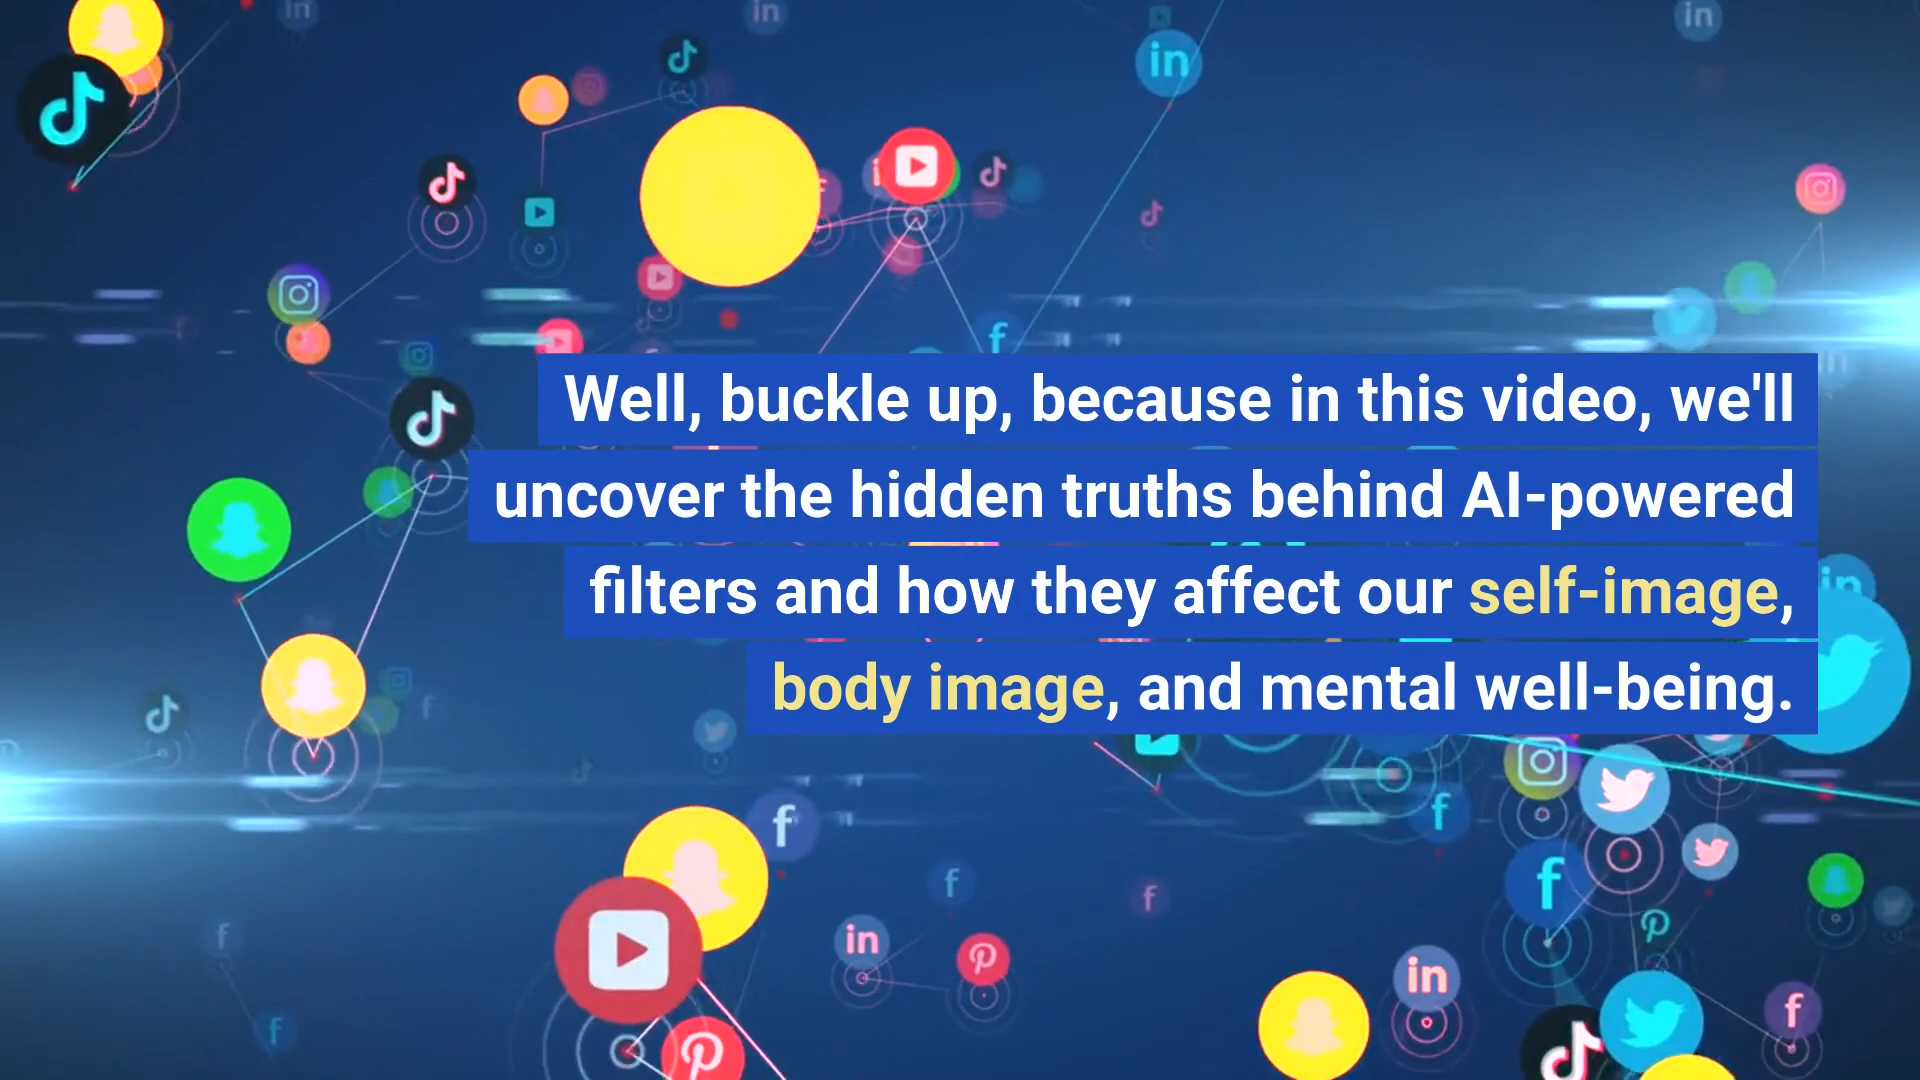 Well, buckle up, because in this video, we'll
uncover the hidden truths behind AI-powered
filters and how they affect our self-image,
body image, and mental well-being.